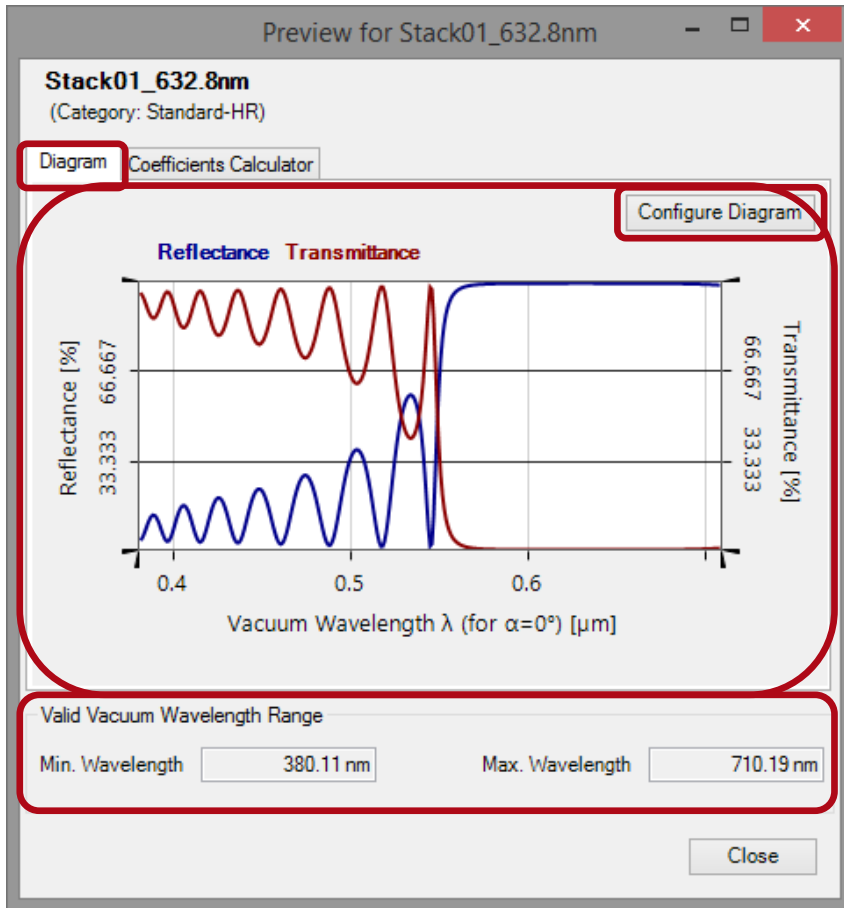 Preview for Stack01_632.8nm
Stack01_632.8nm
(Category: Standard-HR)
Diagram Coefficients Calculator
Configure Diagram
Reflectance Transmittance
Reflectance [%]
66.667
33.333
66.667
33.333
Transmittance [%]
0.4 0.5 0.6
Vacuum Wavelength λ (for α=0°) [µm]
Valid Vacuum Wavelength Range
Min. Wavelength 380.11 nm Max. Wavelength 710.19 nm
Close